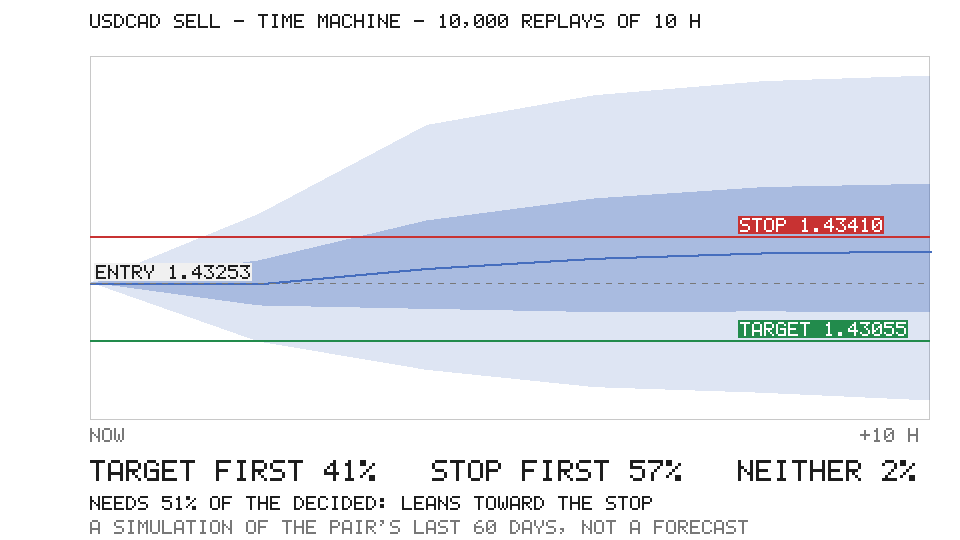 USDCAD SELL - TIME MACHINE - 10,000 REPLAYS OF 10 H
STOP 1.43410
ENTRY 1.43253
TARGET 1.43055
NOW +10 H
TARGET FIRST 41% STOP FIRST 57% NEITHER 2%
NEEDS 51% OF THE DECIDED: LEANS TOWARD THE STOP
A SIMULATION OF THE PAIR'S LAST 60 DAYS, NOT A FORECAST